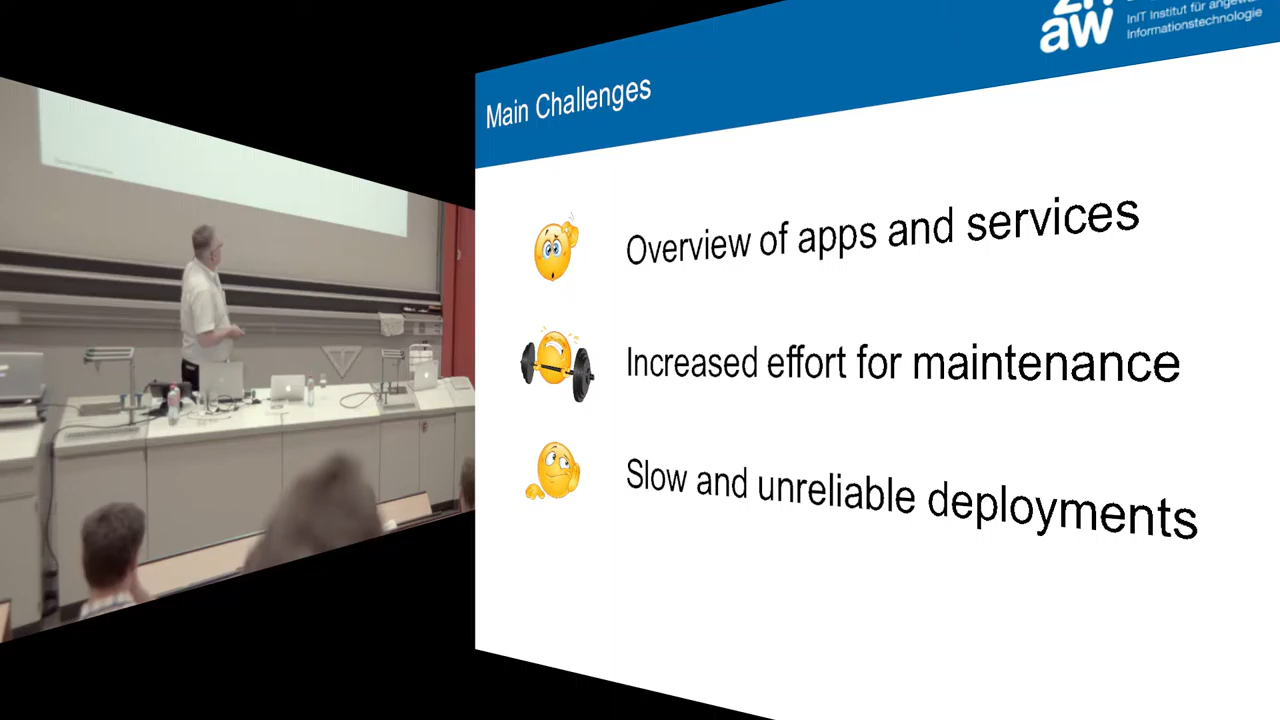 aw
InIT Institut für angewa
Informationstechnologie
Main Challenges
Overview of apps and services
Increased effort for maintenance
Slow and unreliable deployments